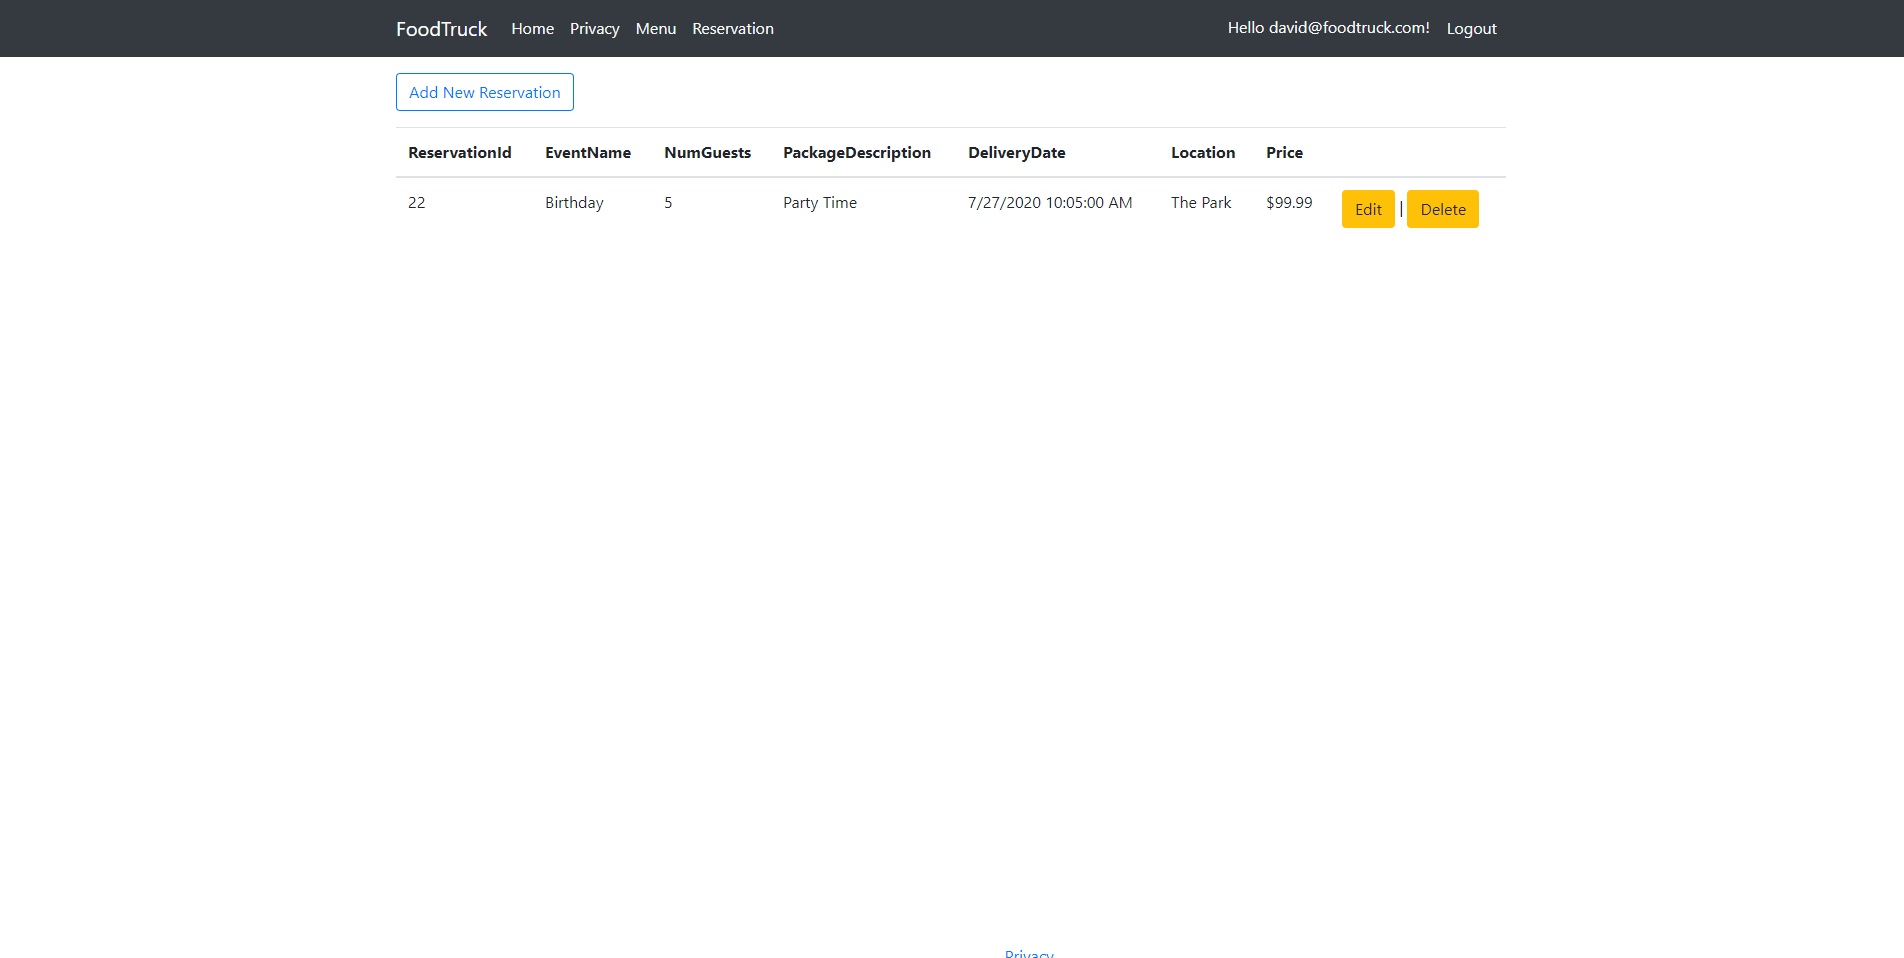 FoodTruck Home Privacy Menu Reservation Hello david@foodtruck.com! Logout
Add New Reservation
ReservationId EventName NumGuests PackageDescription DeliveryDate Location Price
22 Birthday 5 Party Time 7/27/2020 10:05:00 AM The Park $99.99 Edit | Delete
Privacy